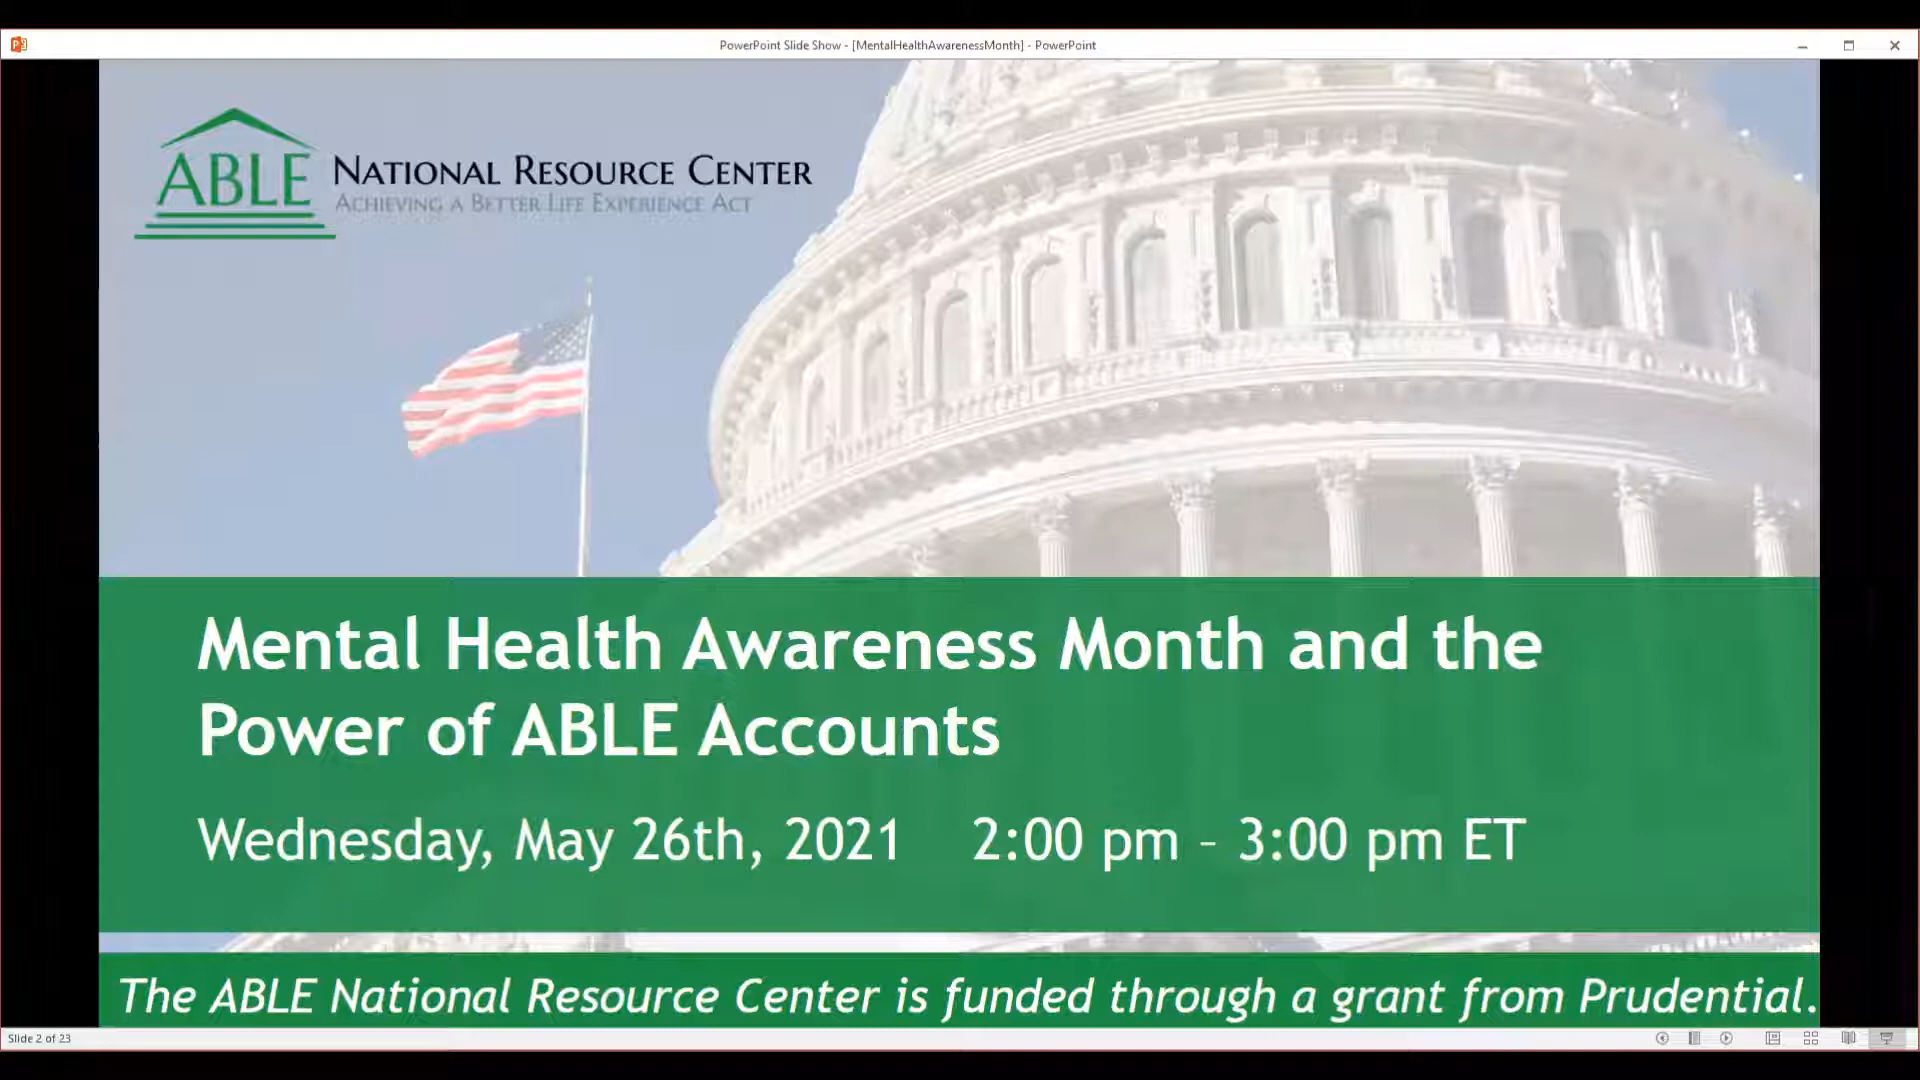 PowerPoint Slide Show - [MentalHealthAwarenessMonth] - PowerPoint
ABLE NATIONAL RESOURCE CENTER
ACHIEVING A BETTER LIFE EXPERIENCE ACT
Mental Health Awareness Month and the
Power of ABLE Accounts
Wednesday, May 26th, 2021 2:00 pm – 3:00 pm ET
The ABLE National Resource Center is funded through a grant from Prudential.
Slide 2 of 23